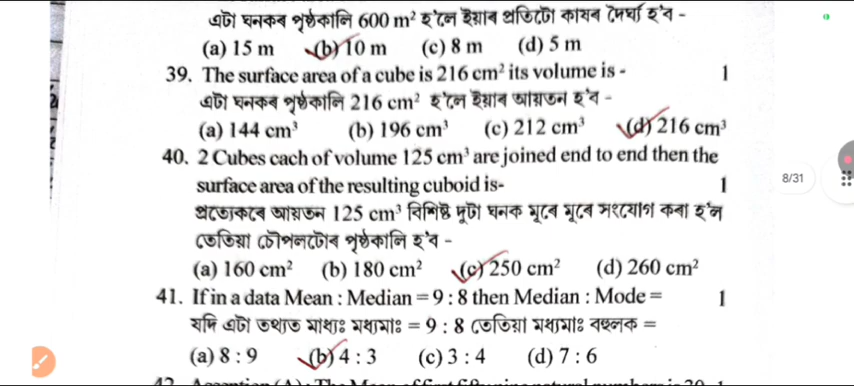 এটা ঘনকৰ পৃষ্ঠকালি 600 m² হ'লে ইয়াৰ প্ৰতিটো কাষৰ দৈৰ্ঘ্য হ'ব -
(a) 15 m (b) 10 m (c) 8 m (d) 5 m
39. The surface area of a cube is 216 cm² its volume is - 1
এটা ঘনকৰ পৃষ্ঠকালি 216 cm² হ'লে ইয়াৰ আয়তন হ'ব -
(a) 144 cm³ (b) 196 cm³ (c) 212 cm³ (d) 216 cm³
40. 2 Cubes cach of volume 125 cm³ are joined end to end then the
surface area of the resulting cuboid is- 1
8/31
প্ৰত্যেকৰে আয়তন 125 cm³ বিশিষ্ট দুটা ঘনক মূৰে মূৰে সংযোগ কৰা হ'ল
তেতিয়া চৌপলটোৰ পৃষ্ঠকালি হ'ব -
(a) 160 cm² (b) 180 cm² (c) 250 cm² (d) 260 cm²
41. If in a data Mean : Median = 9 : 8 then Median : Mode = 1
যদি এটা তথ্যত মাধ্যঃ মধ্যমাঃ = 9 : 8 তেতিয়া মধ্যমাঃ বহুলক =
(a) 8 : 9 (b) 4 : 3 (c) 3 : 4 (d) 7 : 6